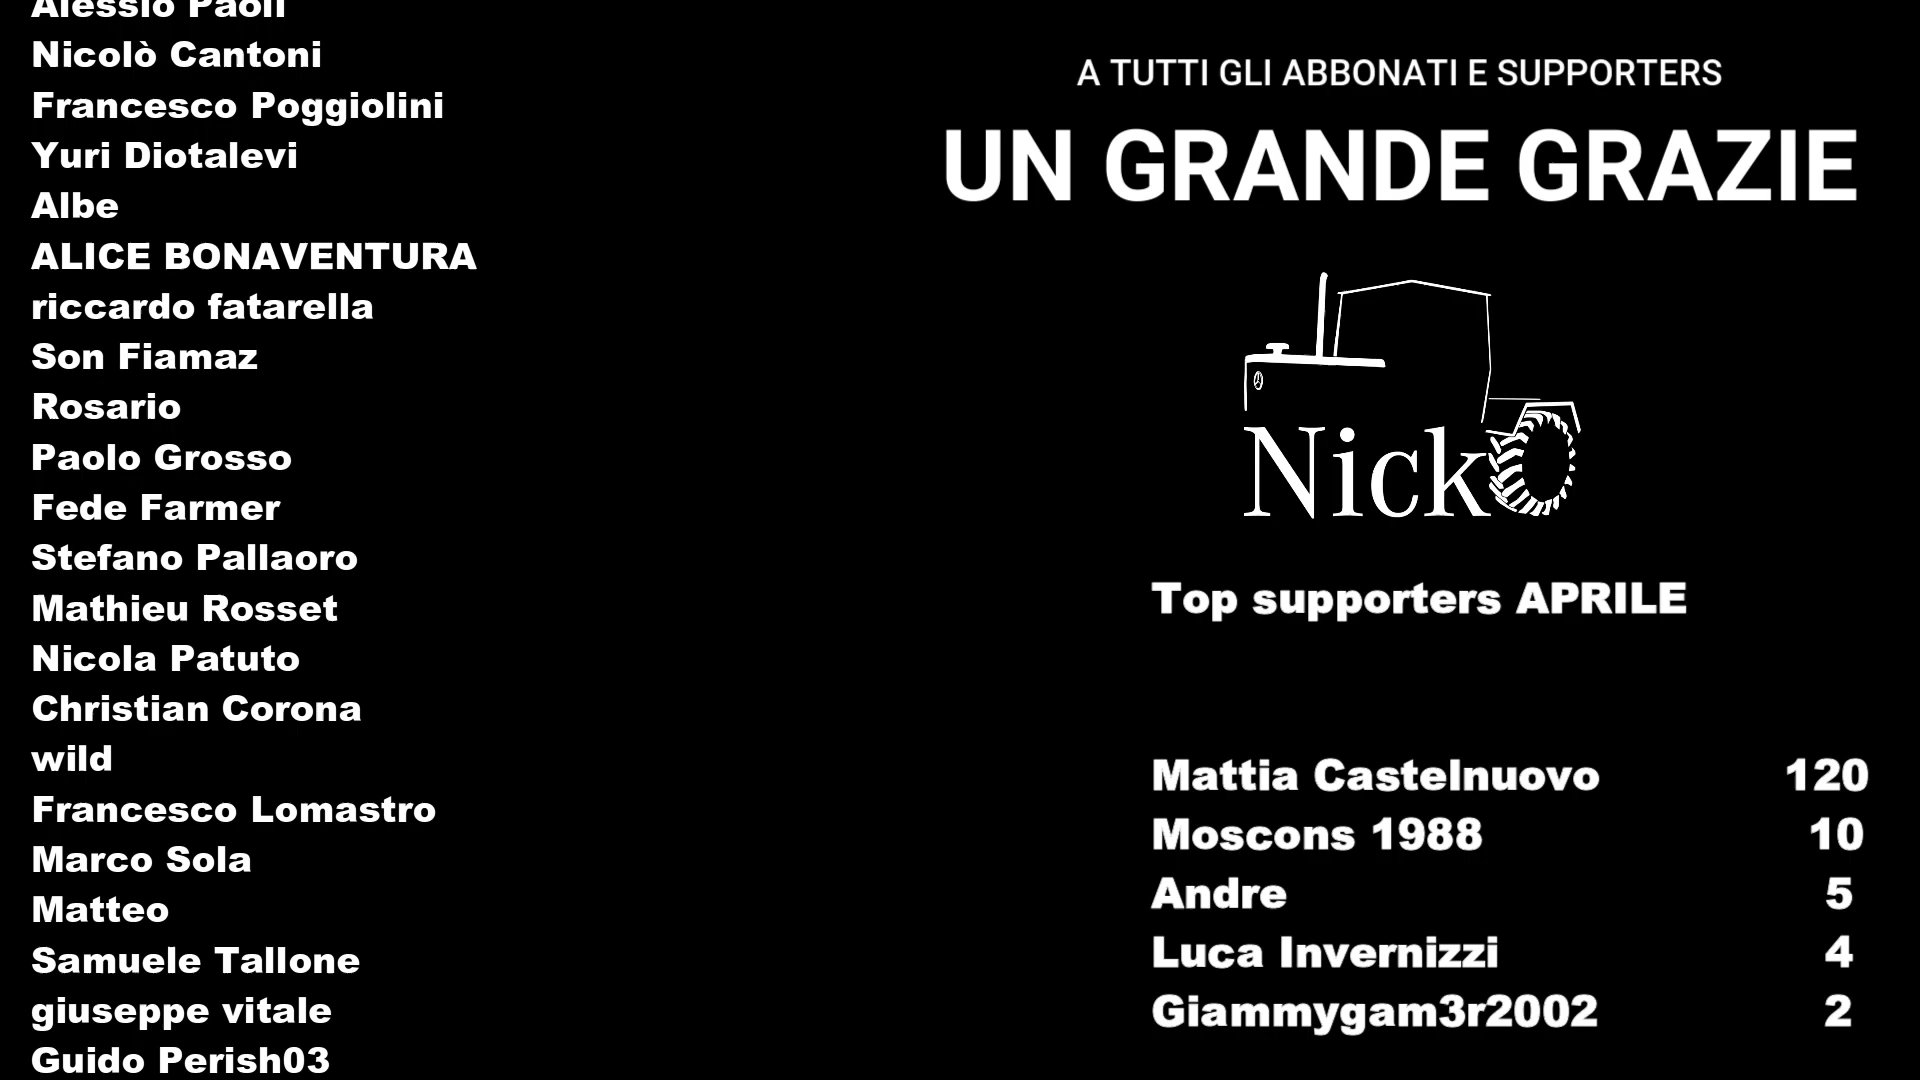 Alessio Paoli
Nicolò Cantoni
Francesco Poggiolini
Yuri Diotalevi
Albe
ALICE BONAVENTURA
riccardo fatarella
Son Fiamaz
Rosario
Paolo Grosso
Fede Farmer
Stefano Pallaoro
Mathieu Rosset
Nicola Patuto
Christian Corona
wild
Francesco Lomastro
Marco Sola
Matteo
Samuele Tallone
giuseppe vitale
Guido Perish03
A TUTTI GLI ABBONATI E SUPPORTERS
UN GRANDE GRAZIE
Nicko
Top supporters APRILE
Mattia Castelnuovo 120
Moscons 1988 10
Andre 5
Luca Invernizzi 4
Giammygam3r2002 2